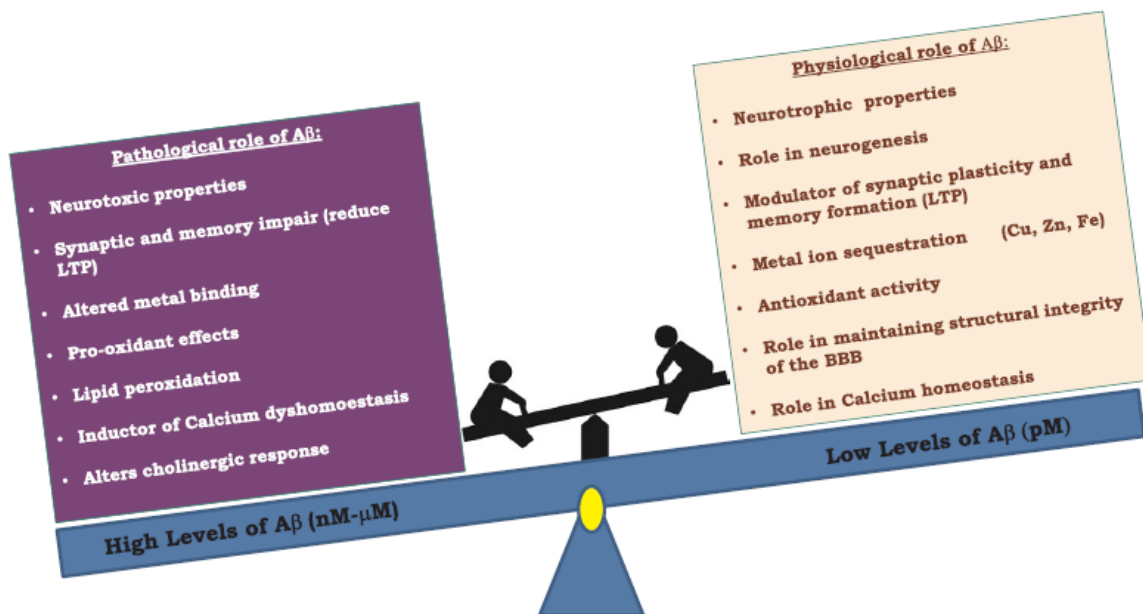 Pathological role of Aβ:
• Neurotoxic properties
• Synaptic and memory impair (reduce
LTP)
• Altered metal binding
• Pro-oxidant effects
• Lipid peroxidation
• Inductor of Calcium dyshomoestasis
• Alters cholinergic response
High Levels of Aβ (nM-μM)
Physiological role of Aβ:
• Neurotrophic properties
• Role in neurogenesis
• Modulator of synaptic plasticity and
memory formation (LTP)
• Metal ion sequestration (Cu, Zn, Fe)
• Antioxidant activity
• Role in maintaining structural integrity
of the BBB
• Role in Calcium homeostasis
Low Levels of Aβ (pM)